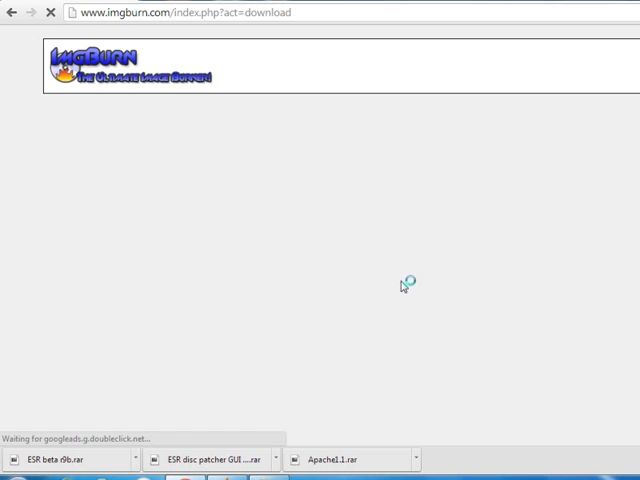 www.imgburn.com/index.php?act=download
ImgBurn
The Ultimate Image Burner!
Waiting for googleads.g.doubleclick.net...
ESR beta r9b.rar
ESR disc patcher GUI ....rar
Apache1.1.rar